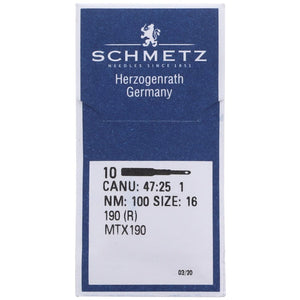 SCHMETZ
NEEDLES SINCE 1851
Herzogenrath
Germany
10
CANU: 47:25 1
NM: 100 SIZE: 16
190 (R)
MTX190
03/20